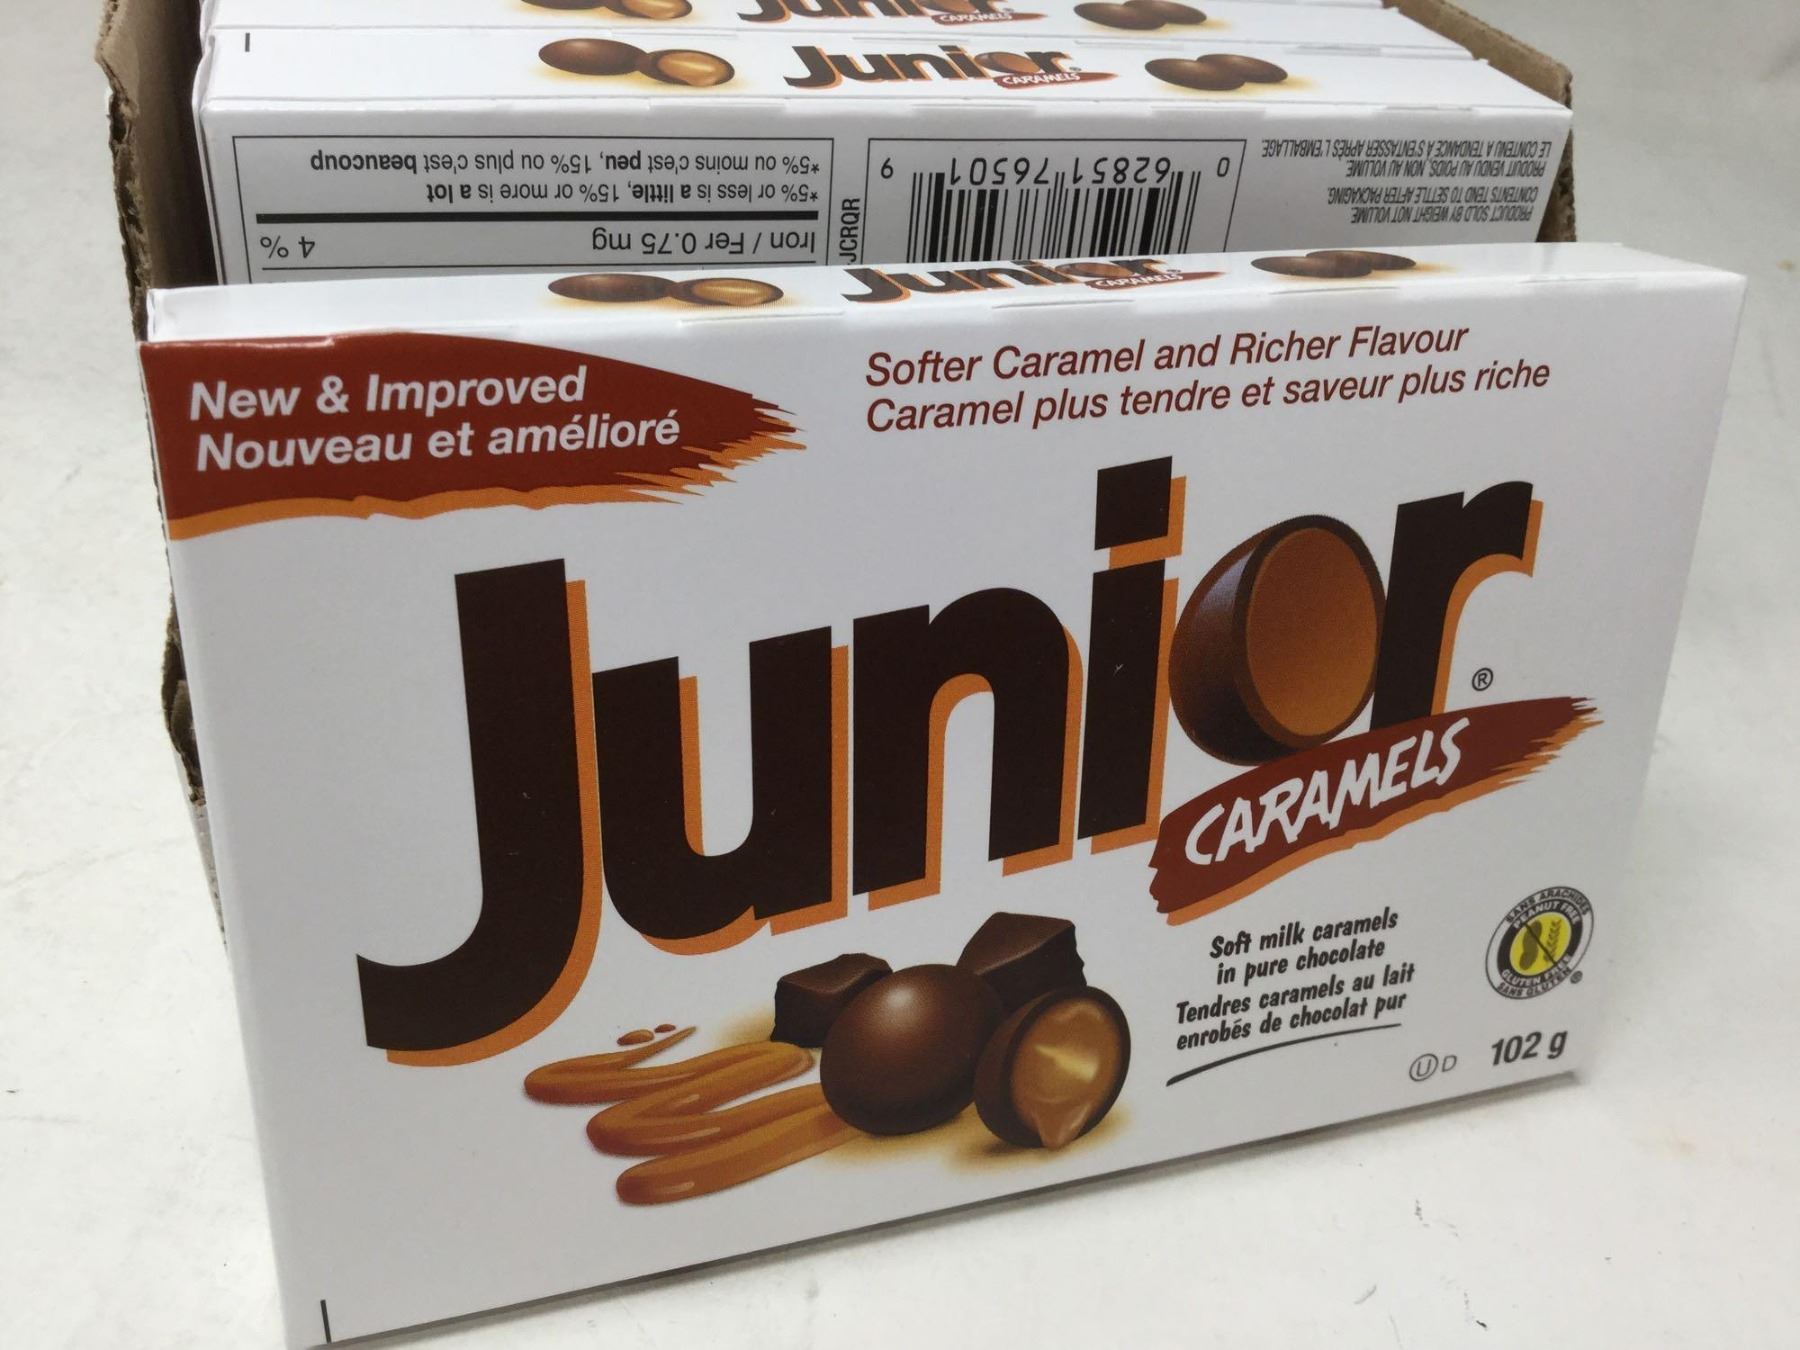 Junior
CARAMELS
Junior
CARAMELS
Iron / Fer 0.75 mg 4 %
*5% or less is a little, 15% or more is a lot
*5% ou moins c'est peu, 15% ou plus c'est beaucoup
JCRQR
0 62851 76501 9
PRODUCT SOLD BY WEIGHT NOT VOLUME.
CONTENTS TEND TO SETTLE AFTER PACKAGING.
PRODUIT VENDU AU POIDS, NON AU VOLUME.
LE CONTENU A TENDANCE À S'ENTASSER APRÈS L'EMBALLAGE.
Junior
CARAMELS
New & Improved
Nouveau et amélioré
Softer Caramel and Richer Flavour
Caramel plus tendre et saveur plus riche
Junior®
CARAMELS
Soft milk caramels
in pure chocolate
Tendres caramels au lait
enrobés de chocolat pur
SANS ARACHIDES
PEANUT FREE
GLUTEN FREE
SANS GLUTEN
®
Ⓤ D 102 g